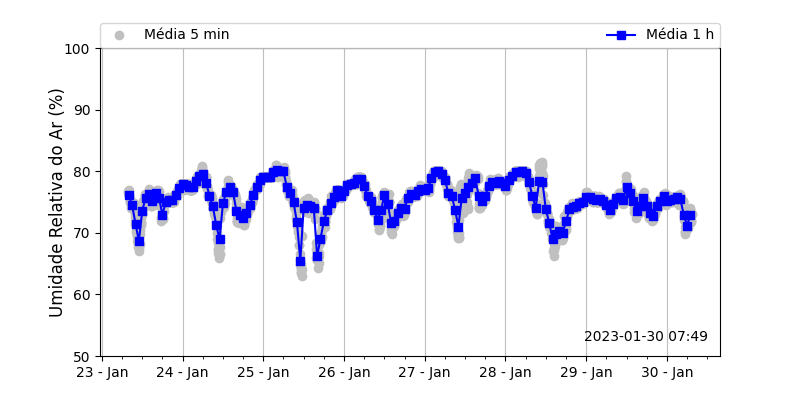 Média 5 min
Média 1 h
Umidade Relativa do Ar (%)
100
90
80
70
60
50
2023-01-30 07:49
23 - Jan
24 - Jan
25 - Jan
26 - Jan
27 - Jan
28 - Jan
29 - Jan
30 - Jan